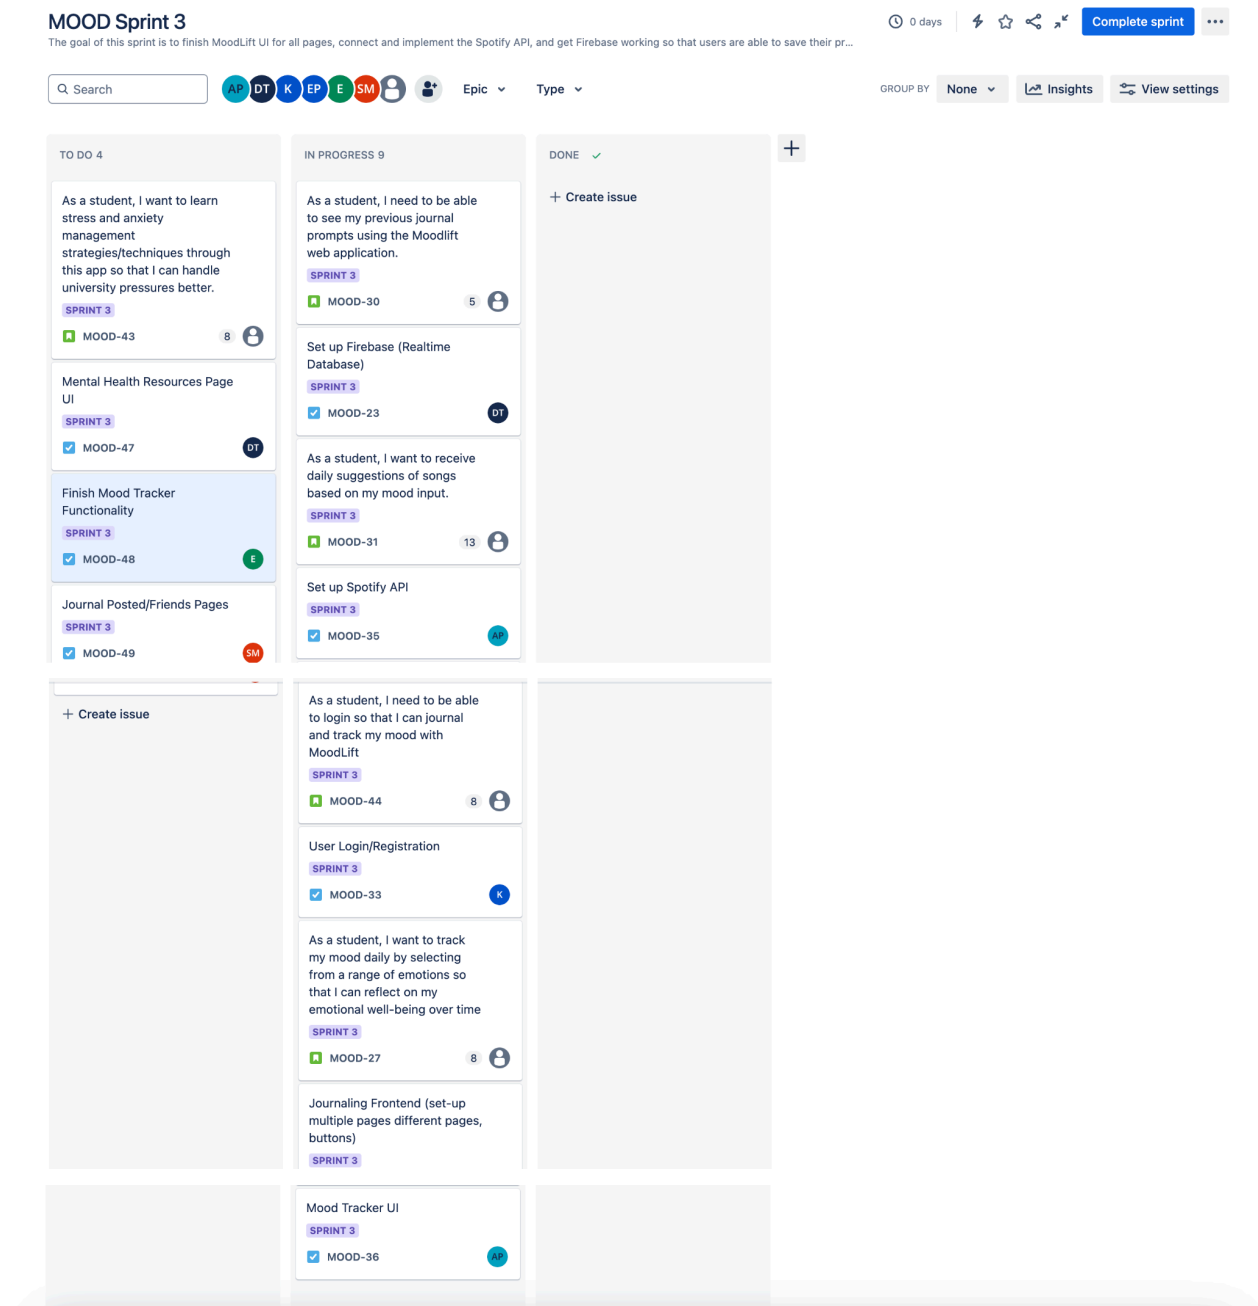 MOOD Sprint 3
0 days
Complete sprint
The goal of this sprint is to finish MoodLift UI for all pages, connect and implement the Spotify API, and get Firebase working so that users are able to save their pr...
Search
AP DT K EP E SM
Epic
Type
GROUP BY
None
Insights
View settings
TO DO 4
As a student, I want to learn
stress and anxiety
management
strategies/techniques through
this app so that I can handle
university pressures better.
SPRINT 3
MOOD-43 8
Mental Health Resources Page
UI
SPRINT 3
MOOD-47 DT
Finish Mood Tracker
Functionality
SPRINT 3
MOOD-48 E
Journal Posted/Friends Pages
SPRINT 3
MOOD-49 SM
+ Create issue
IN PROGRESS 9
As a student, I need to be able
to see my previous journal
prompts using the Moodlift
web application.
SPRINT 3
MOOD-30 5
Set up Firebase (Realtime
Database)
SPRINT 3
MOOD-23 DT
As a student, I want to receive
daily suggestions of songs
based on my mood input.
SPRINT 3
MOOD-31 13
Set up Spotify API
SPRINT 3
MOOD-35 AP
As a student, I need to be able
to login so that I can journal
and track my mood with
MoodLift
SPRINT 3
MOOD-44 8
User Login/Registration
SPRINT 3
MOOD-33 K
As a student, I want to track
my mood daily by selecting
from a range of emotions so
that I can reflect on my
emotional well-being over time
SPRINT 3
MOOD-27 8
Journaling Frontend (set-up
multiple pages different pages,
buttons)
SPRINT 3
Mood Tracker UI
SPRINT 3
MOOD-36 AP
DONE
+ Create issue